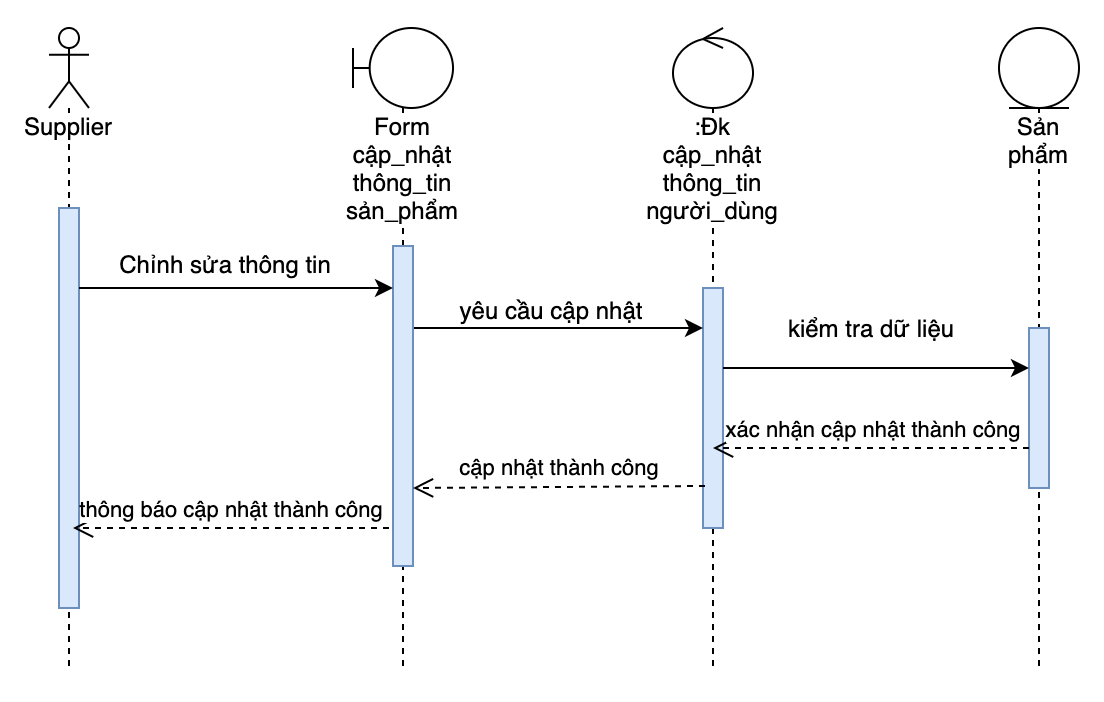 Supplier
Form
cập_nhật
thông_tin
sản_phẩm
:Đk
cập_nhật
thông_tin
người_dùng
Sản
phẩm
Chỉnh sửa thông tin
yêu cầu cập nhật
kiểm tra dữ liệu
xác nhận cập nhật thành công
cập nhật thành công
thông báo cập nhật thành công